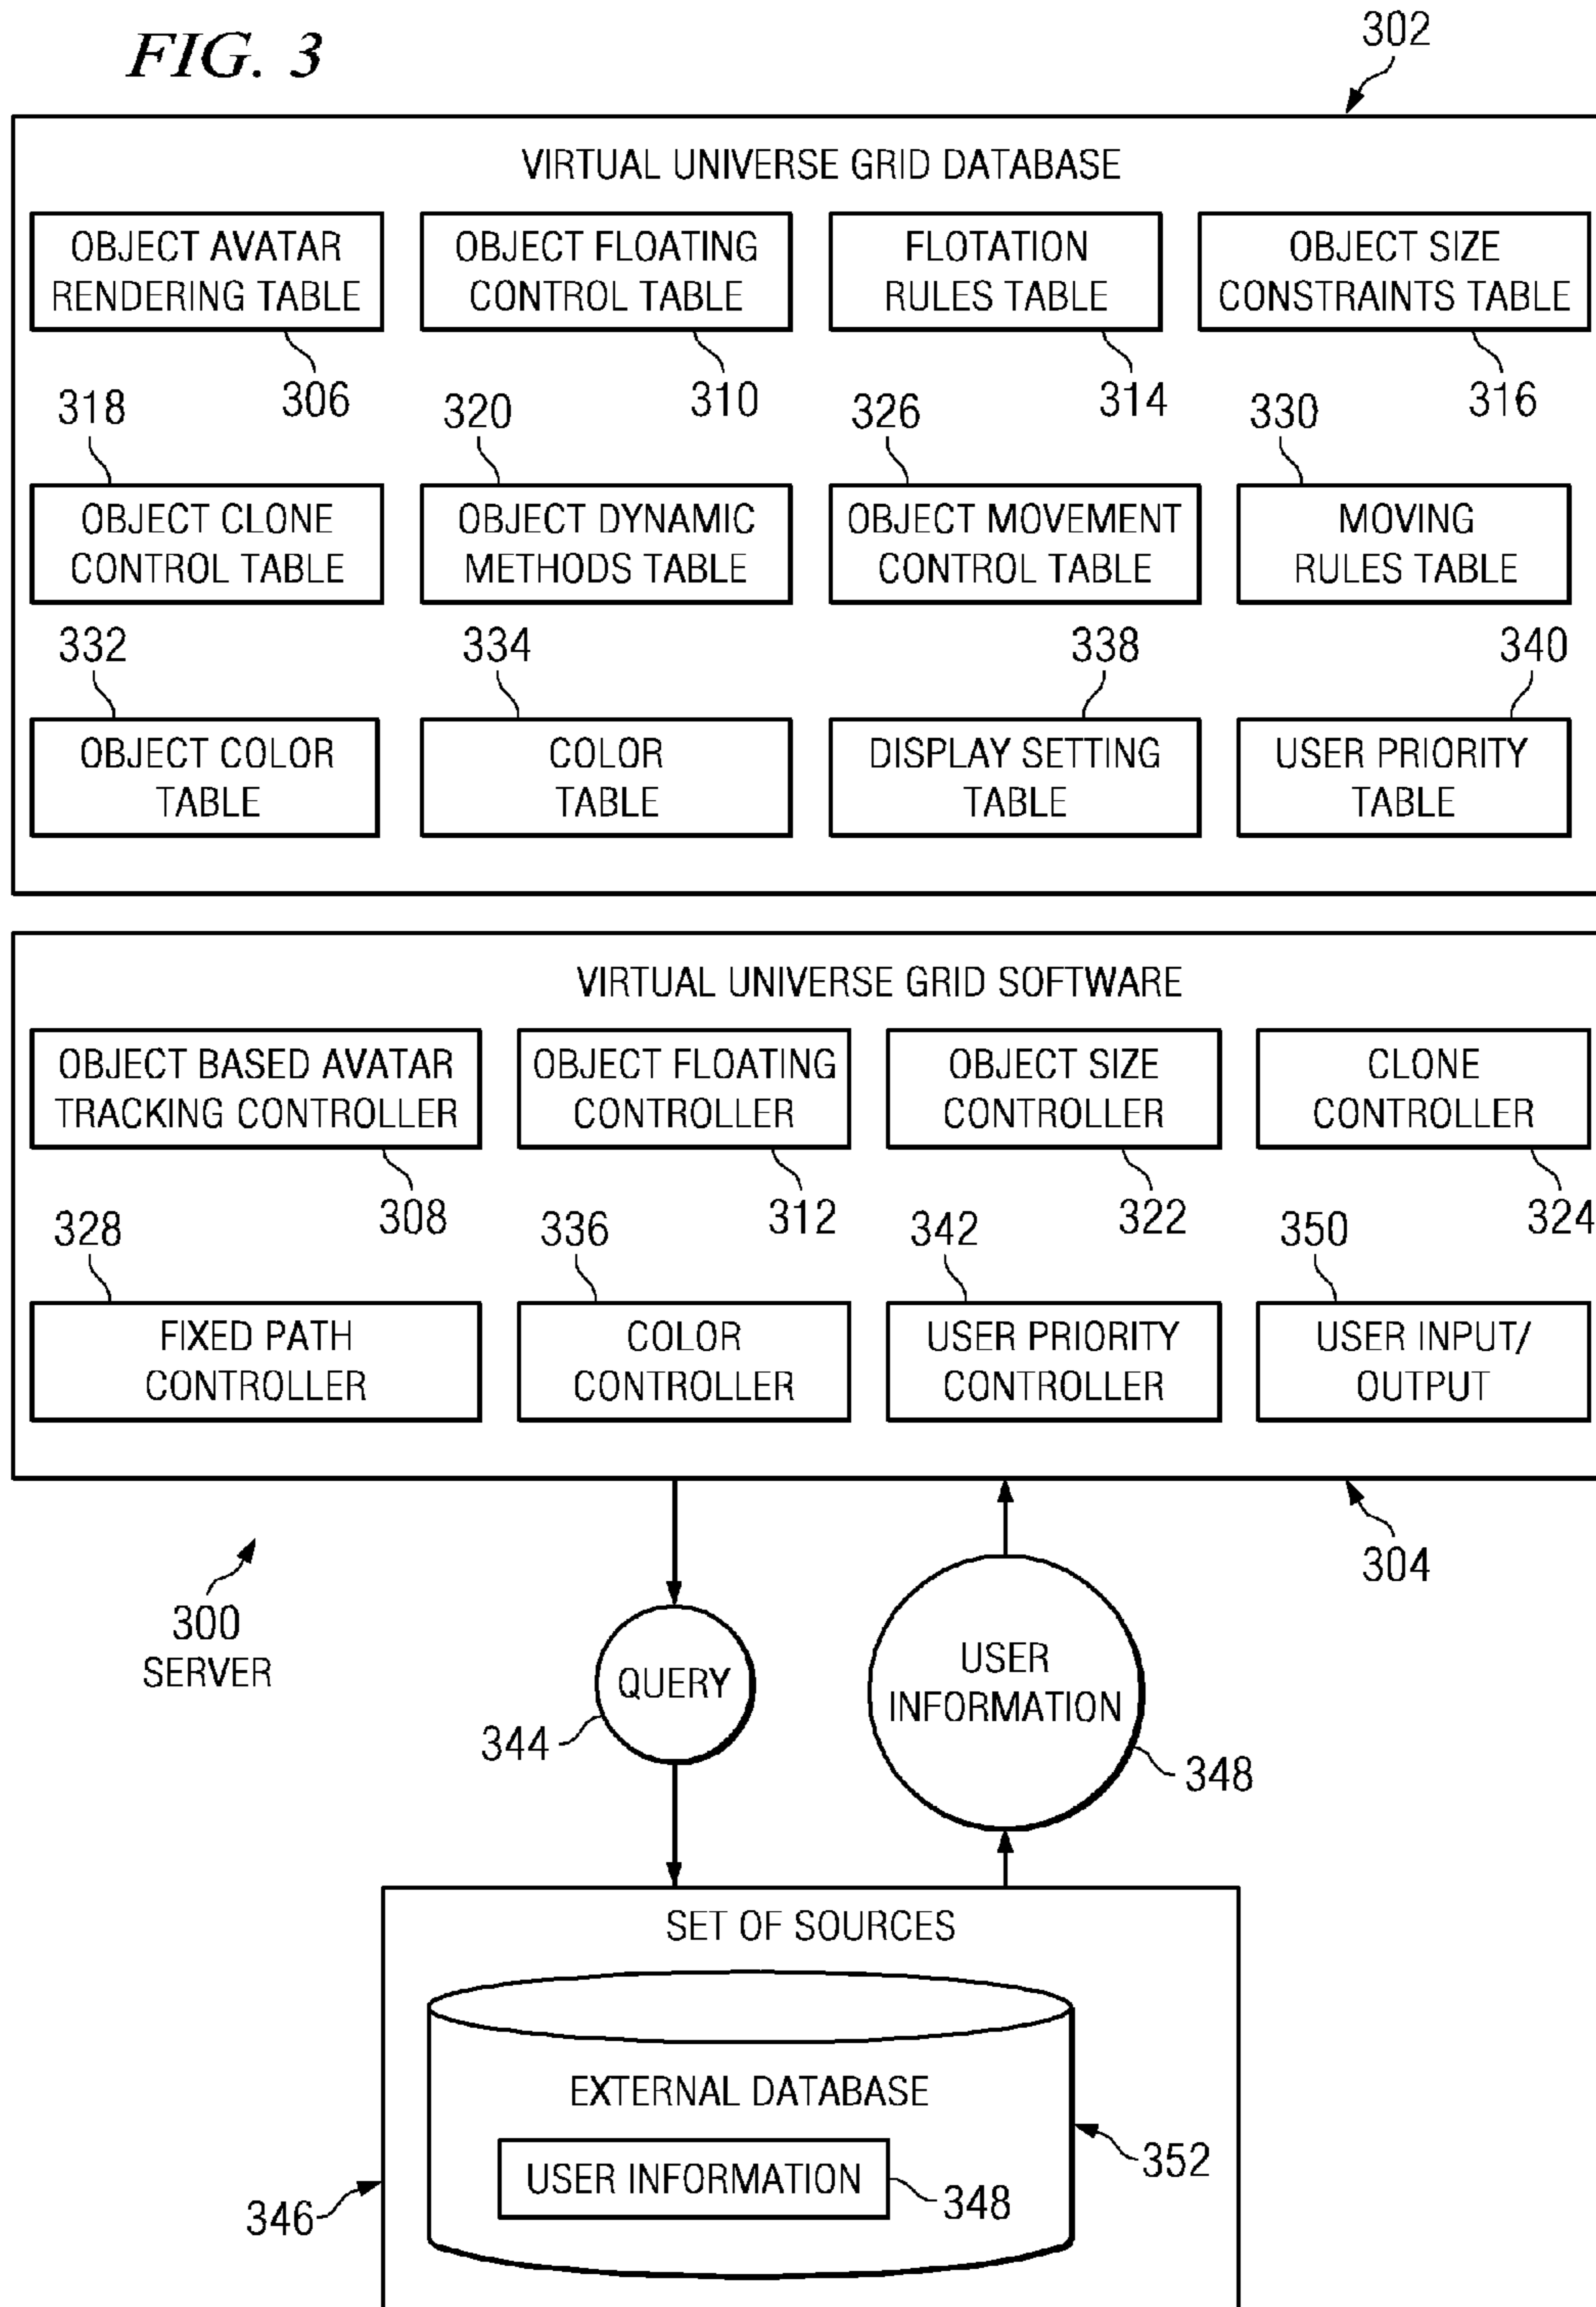 FIG. 3
302
VIRTUAL UNIVERSE GRID DATABASE
OBJECT AVATAR
RENDERING TABLE
306
OBJECT FLOATING
CONTROL TABLE
310
FLOTATION
RULES TABLE
314
OBJECT SIZE
CONSTRAINTS TABLE
316
318
OBJECT CLONE
CONTROL TABLE
320
OBJECT DYNAMIC
METHODS TABLE
326
OBJECT MOVEMENT
CONTROL TABLE
330
MOVING
RULES TABLE
332
OBJECT COLOR
TABLE
334
COLOR
TABLE
338
DISPLAY SETTING
TABLE
340
USER PRIORITY
TABLE
VIRTUAL UNIVERSE GRID SOFTWARE
OBJECT BASED AVATAR
TRACKING CONTROLLER
308
OBJECT FLOATING
CONTROLLER
312
OBJECT SIZE
CONTROLLER
322
CLONE
CONTROLLER
324
328
FIXED PATH
CONTROLLER
336
COLOR
CONTROLLER
342
USER PRIORITY
CONTROLLER
350
USER INPUT/
OUTPUT
304
300
SERVER
QUERY
344
USER
INFORMATION
348
SET OF SOURCES
EXTERNAL DATABASE
352
USER INFORMATION
348
346